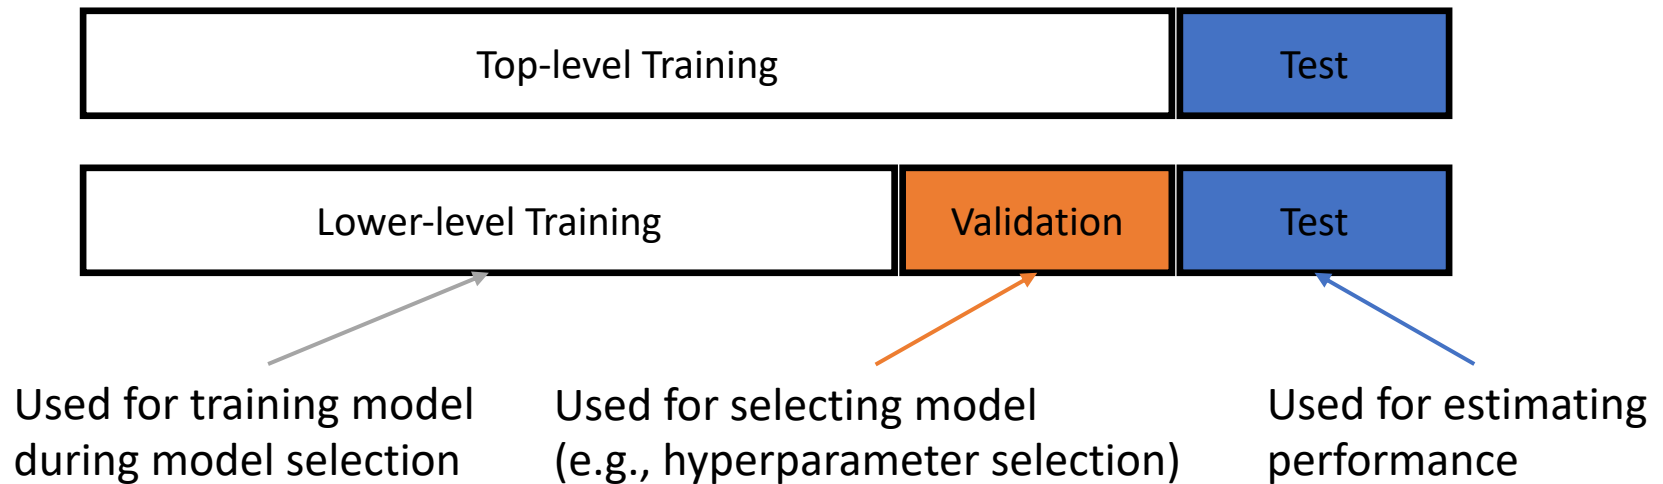 Top-level Training
Test
Lower-level Training
Validation
Test
Used for training model
during model selection
Used for selecting model
(e.g., hyperparameter selection)
Used for estimating
performance